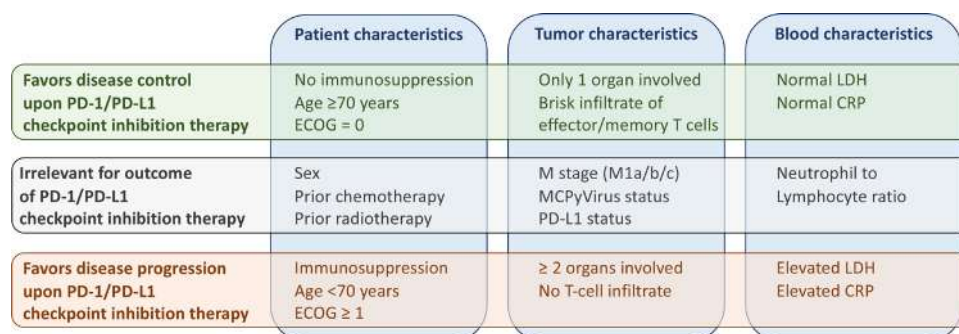 Patient characteristics
Tumor characteristics
Blood characteristics
Favors disease control
upon PD-1/PD-L1
checkpoint inhibition therapy
No immunosuppression
Age ≥70 years
ECOG = 0
Only 1 organ involved
Brisk infiltrate of
effector/memory T cells
Normal LDH
Normal CRP
Irrelevant for outcome
of PD-1/PD-L1
checkpoint inhibition therapy
Sex
Prior chemotherapy
Prior radiotherapy
M stage (M1a/b/c)
MCPyVirus status
PD-L1 status
Neutrophil to
Lymphocyte ratio
Favors disease progression
upon PD-1/PD-L1
checkpoint inhibition therapy
Immunosuppression
Age <70 years
ECOG ≥ 1
≥ 2 organs involved
No T-cell infiltrate
Elevated LDH
Elevated CRP